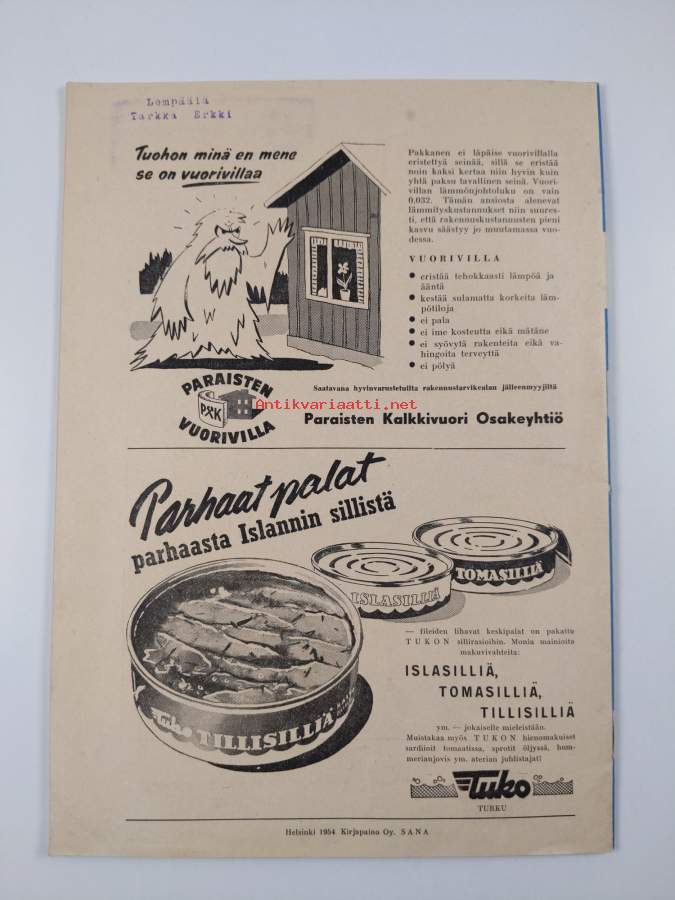 Lempäälä
Tarkka Erkki
Tuohon minä en mene
se on vuorivillaa
Pakkanen ei läpäise vuorivillalla
eristettyä seinää, sillä se eristää
noin kaksi kertaa niin hyvin kuin
yhtä paksu tavallinen seinä. Vuori-
villan lämmönjohtoluku on vain
0,032. Tämän ansiosta alenevat
lämmityskustannukset niin suures-
ti, että rakennuskustannusten pieni
kasvu säästyy jo muutamassa vuo-
dessa.
VUORIVILLA
● eristää tehokkaasti lämpöä ja
ääntä
● kestää sulamatta korkeita läm-
pötiloja
● ei pala
● ei ime kosteutta eikä mätäne
● ei syövytä rakenteita eikä va-
hingoita terveyttä
● ei pölyä
PARAISTEN
PK
VUORIVILLA
Saatavana hyvinvarustetuilta rakennustarvikealan jälleenmyyjiltä
Antikvariaatti.net
Paraisten Kalkkivuori Osakeyhtiö
Parhaat palat
parhaasta Islannin sillistä
ISLASILLIÄ
TOMASILLIÄ
Tuko TILLISILLIÄ
— fileiden lihavat keskipalat on pakattu
TUKON sillirasioihin. Monia mainioita
makuvivahteita:
ISLASILLIÄ,
TOMASILLIÄ,
TILLISILLIÄ
ym. — jokaiselle mieleistään.
Muistakaa myös TUKON hienomakuiset
sardiinit tomaatissa, sprotit öljyssä, hum-
merianjovis ym. aterian juhlistajat!
Tuko
TURKU
Helsinki 1954 Kirjapaino Oy. SANA